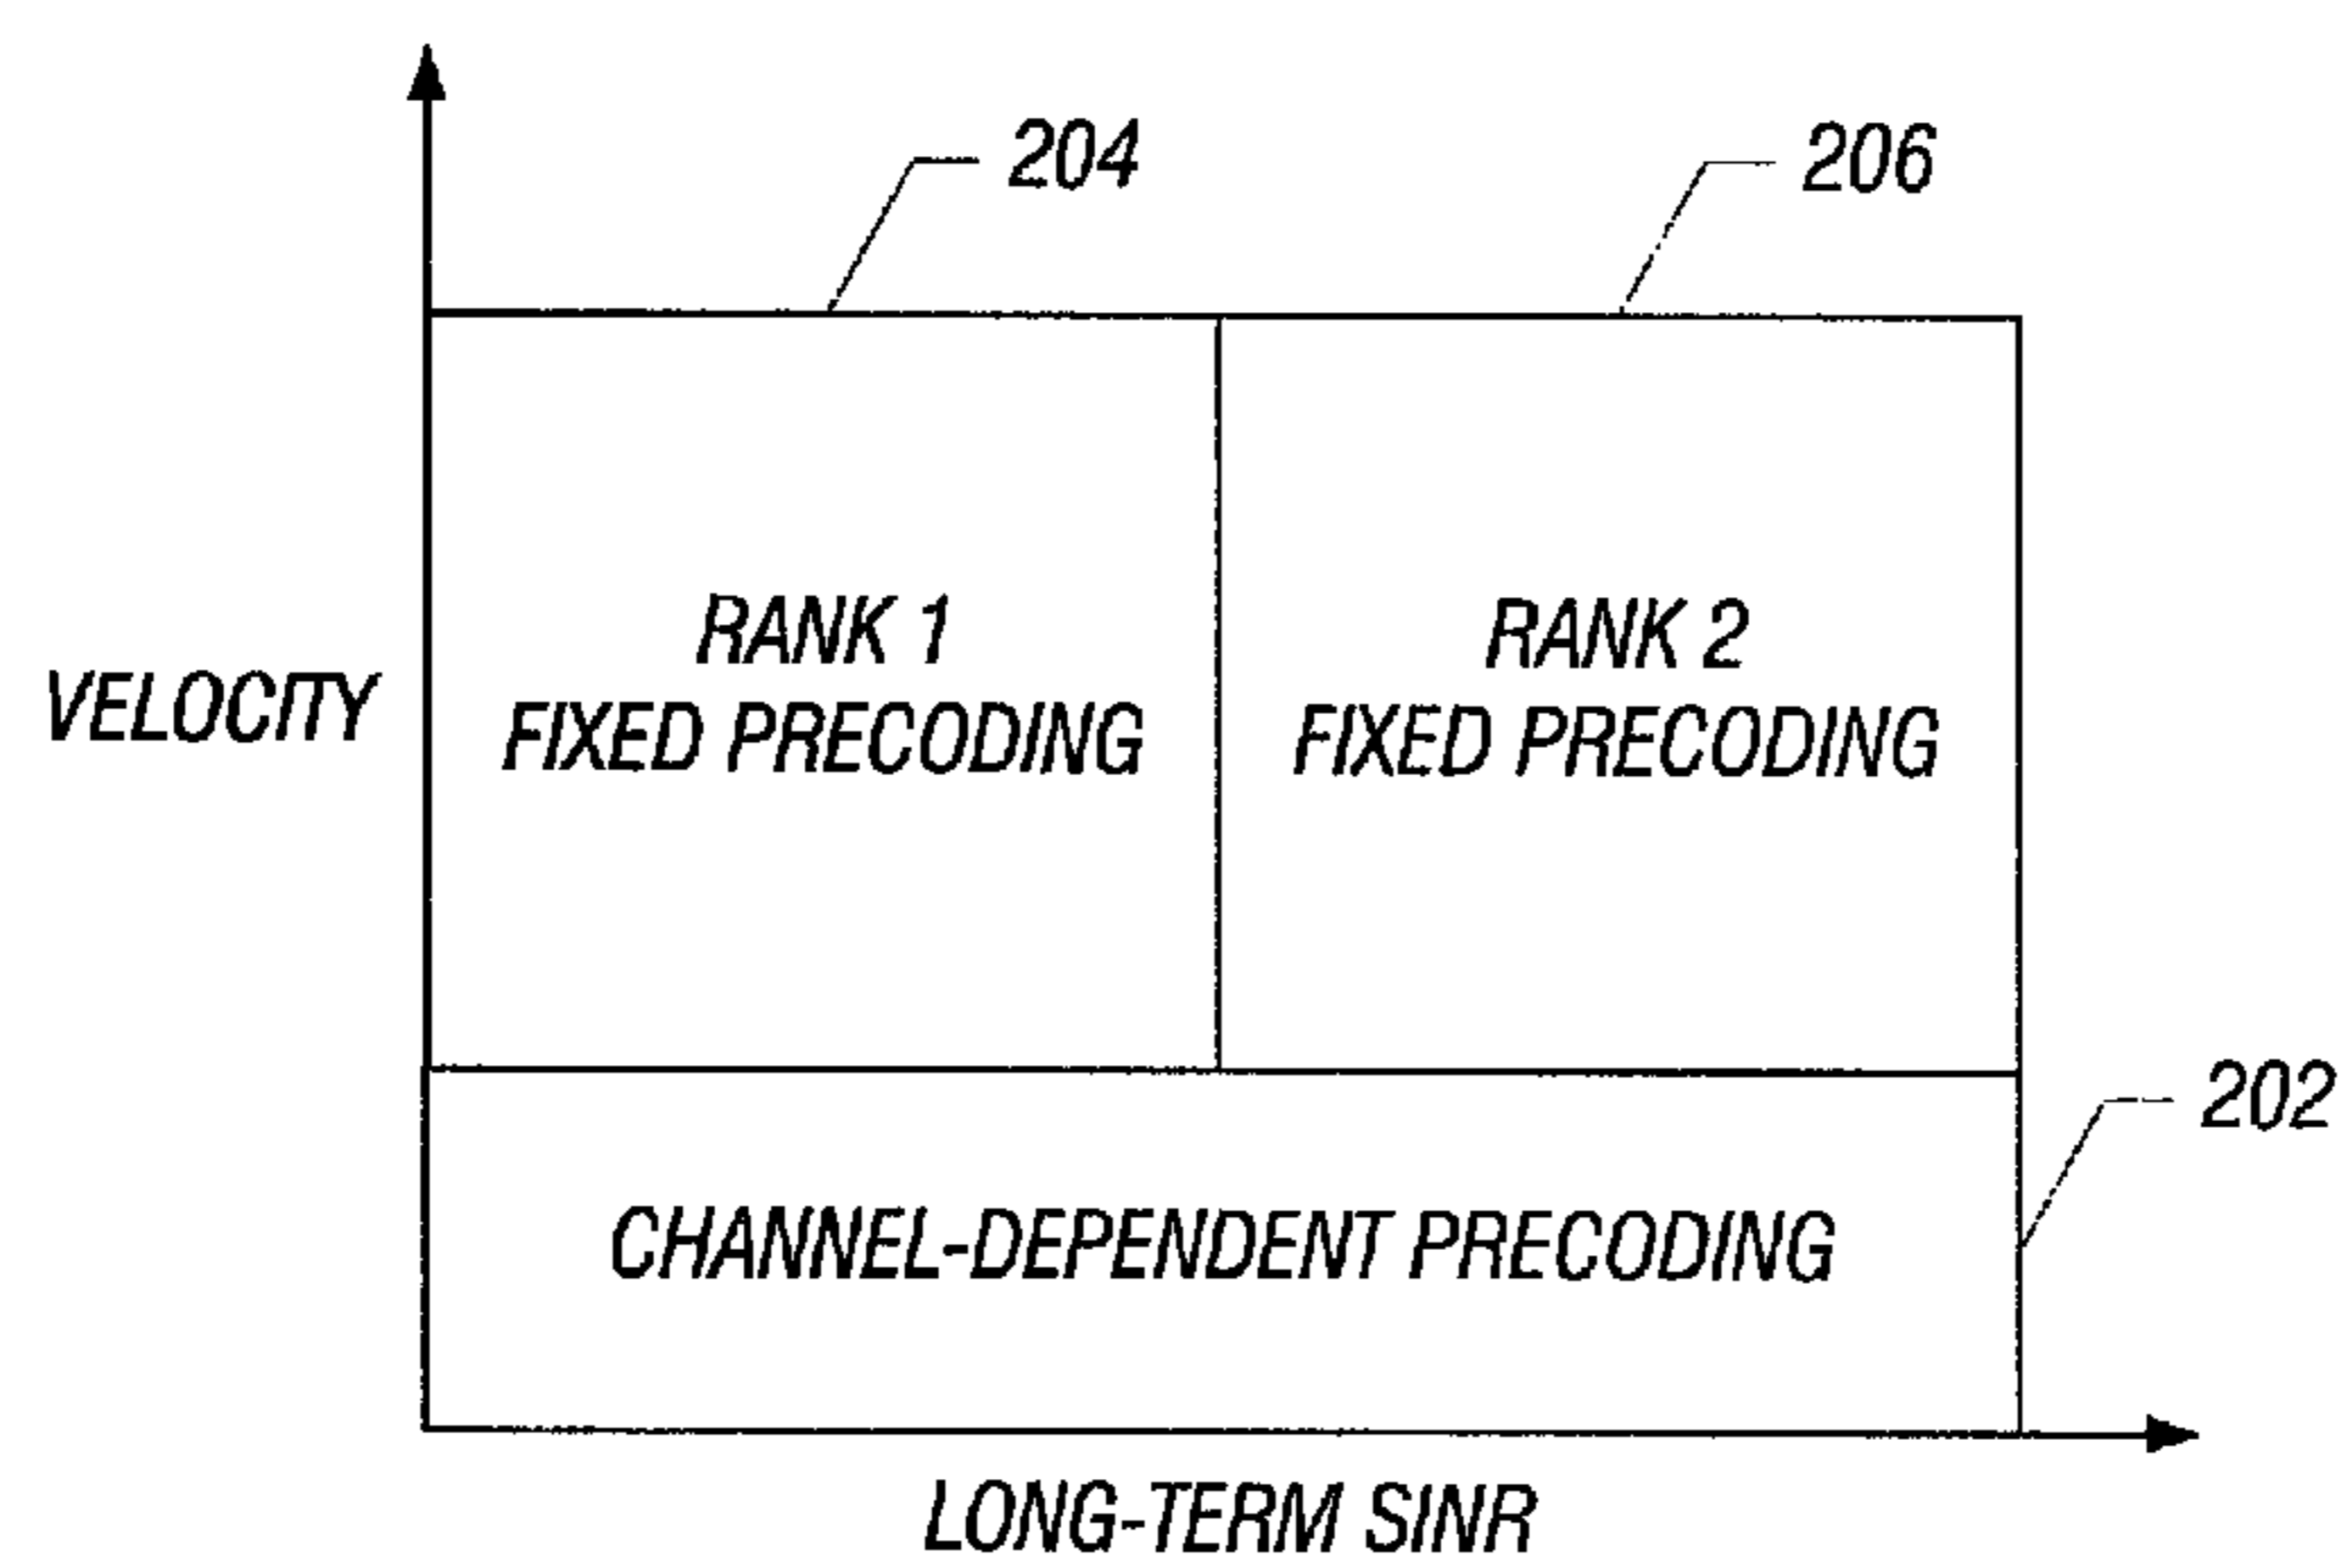 204
206
RANK 1
FIXED PRECODING
RANK 2
FIXED PRECODING
VELOCITY
202
CHANNEL-DEPENDENT PRECODING
LONG-TERM SINR